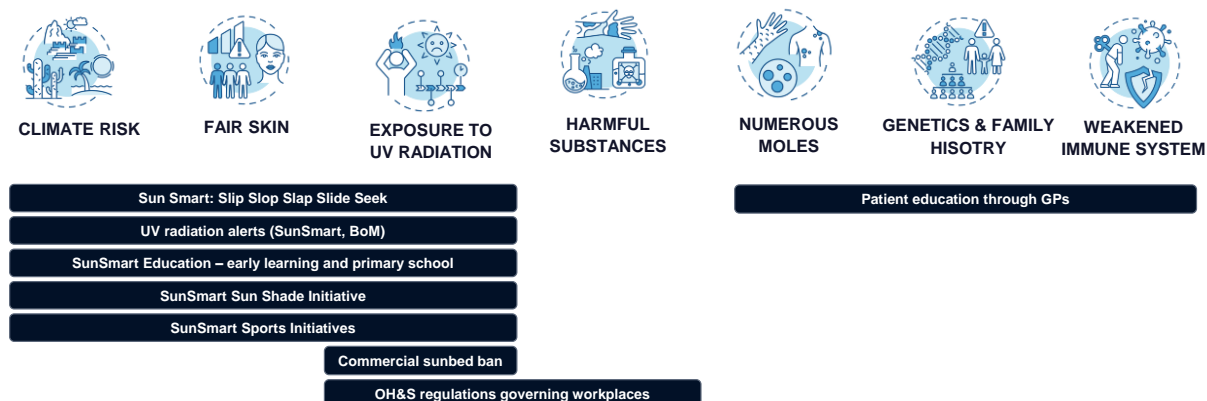 CLIMATE RISK
FAIR SKIN
EXPOSURE TO
UV RADIATION
HARMFUL
SUBSTANCES
NUMEROUS
MOLES
GENETICS & FAMILY
HISOTRY
WEAKENED
IMMUNE SYSTEM
Sun Smart: Slip Slop Slap Slide Seek
Patient education through GPs
UV radiation alerts (SunSmart, BoM)
SunSmart Education – early learning and primary school
SunSmart Sun Shade Initiative
SunSmart Sports Initiatives
Commercial sunbed ban
OH&S regulations governing workplaces